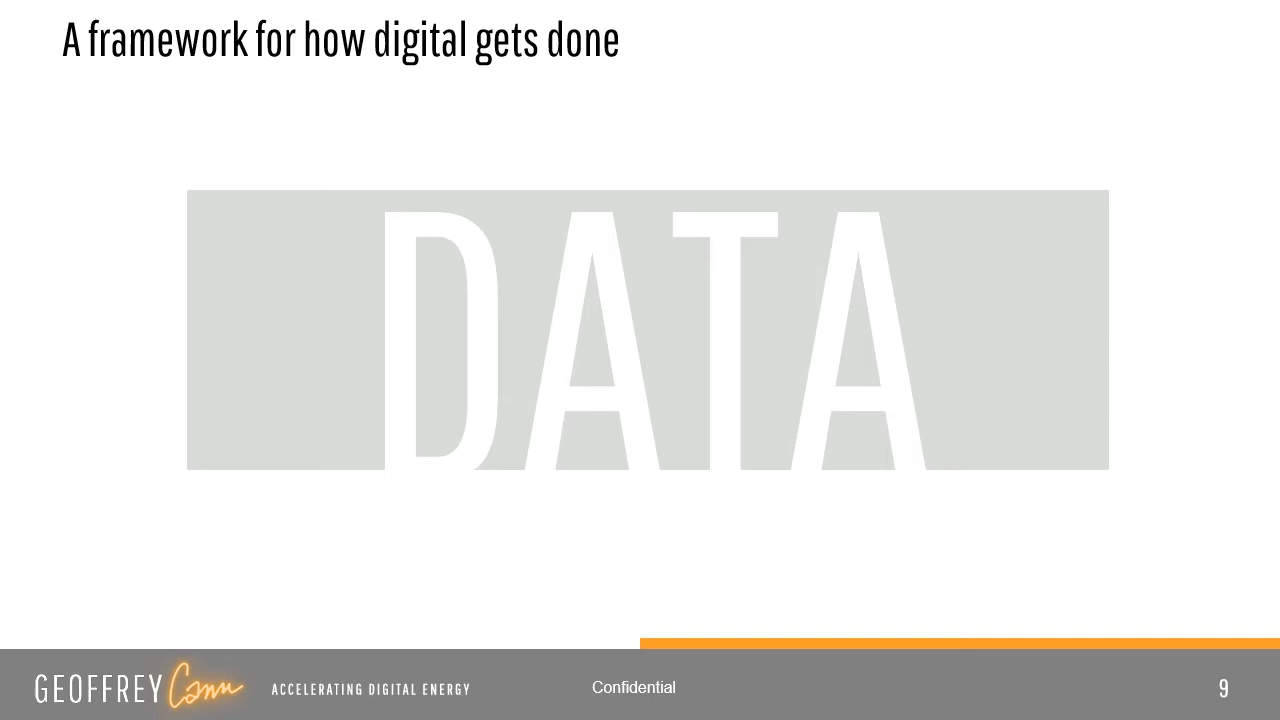 A framework for how digital gets done
DATA
GEOFFREY Cann
ACCELERATING DIGITAL ENERGY
Confidential
9